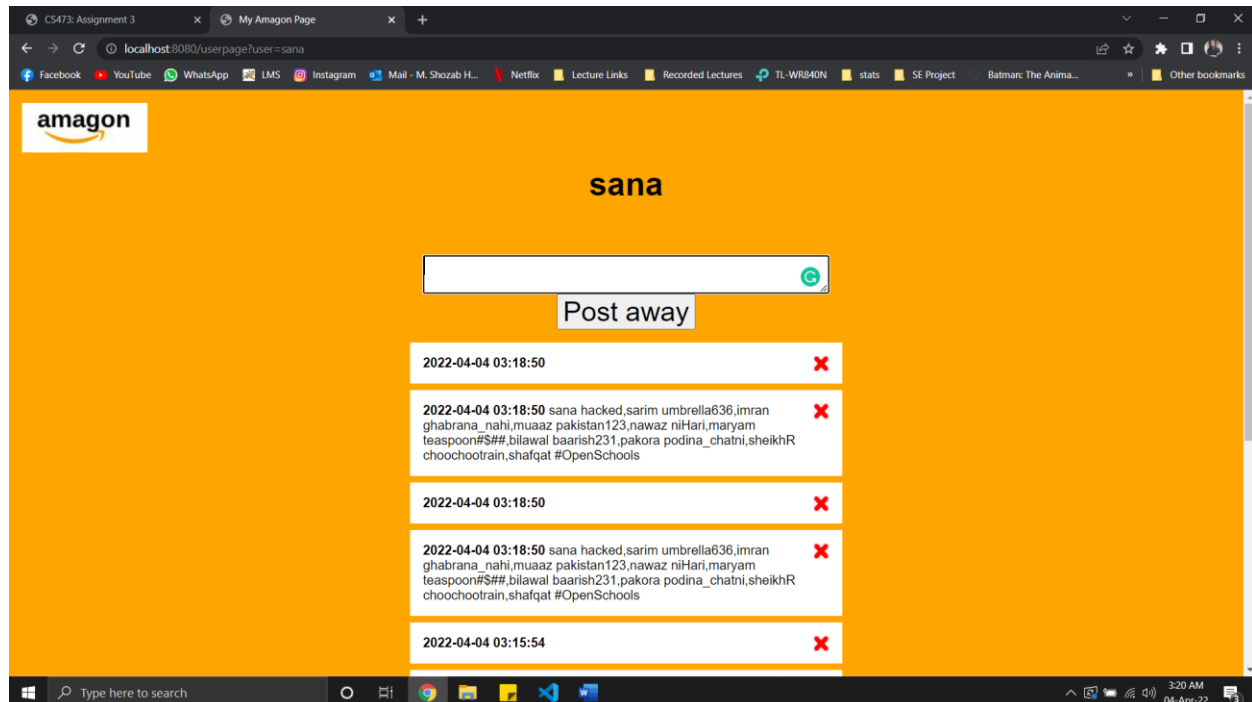 CS473: Assignment 3
My Amagon Page
localhost:8080/userpage?user=sana
Facebook YouTube WhatsApp LMS Instagram Mail - M. Shozab H... Netflix Lecture Links Recorded Lectures TL-WR840N stats SE Project Batman: The Anima... » Other bookmarks
amagon
sana
Post away
2022-04-04 03:18:50
2022-04-04 03:18:50 sana hacked,sarim umbrella636,imran
ghabrana_nahi,muaaz pakistan123,nawaz niHari,maryam
teaspoon#$##,bilawal baarish231,pakora podina_chatni,sheikhR
choochootrain,shafqat #OpenSchools
2022-04-04 03:18:50
2022-04-04 03:18:50 sana hacked,sarim umbrella636,imran
ghabrana_nahi,muaaz pakistan123,nawaz niHari,maryam
teaspoon#$##,bilawal baarish231,pakora podina_chatni,sheikhR
choochootrain,shafqat #OpenSchools
2022-04-04 03:15:54
Type here to search
3:20 AM
04-Apr-22